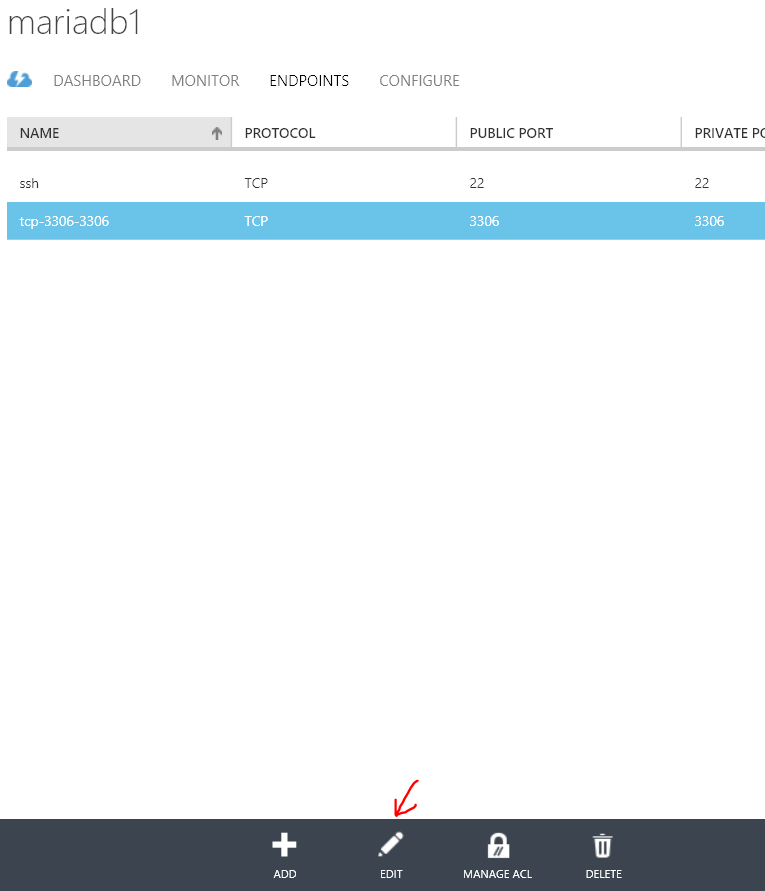 mariadb1
DASHBOARD MONITOR ENDPOINTS CONFIGURE
NAME PROTOCOL PUBLIC PORT PRIVATE PO
ssh TCP 22 22
tcp-3306-3306 TCP 3306 3306
ADD EDIT MANAGE ACL DELETE